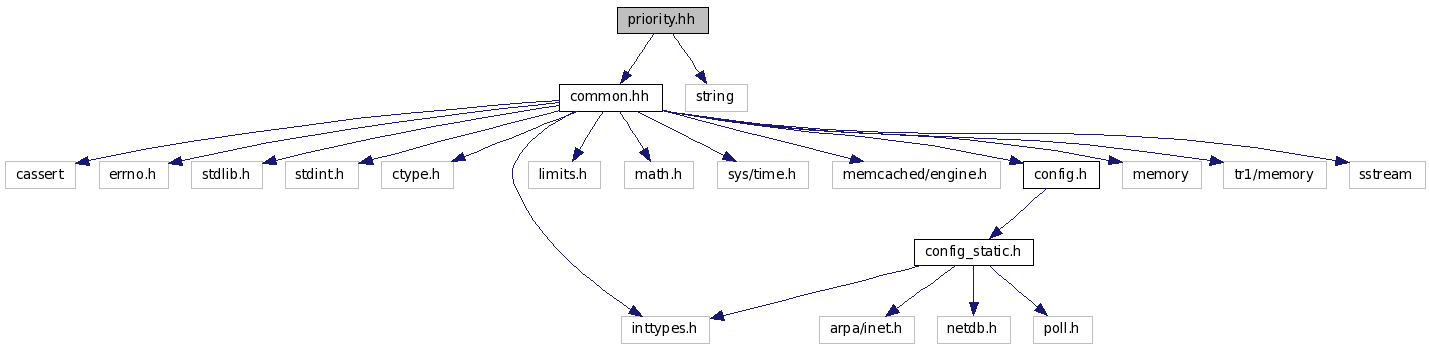 priority.hh
common.hh
string
cassert
errno.h
stdlib.h
stdint.h
ctype.h
limits.h
math.h
sys/time.h
memcached/engine.h
config.h
memory
tr1/memory
sstream
config_static.h
inttypes.h
arpa/inet.h
netdb.h
poll.h